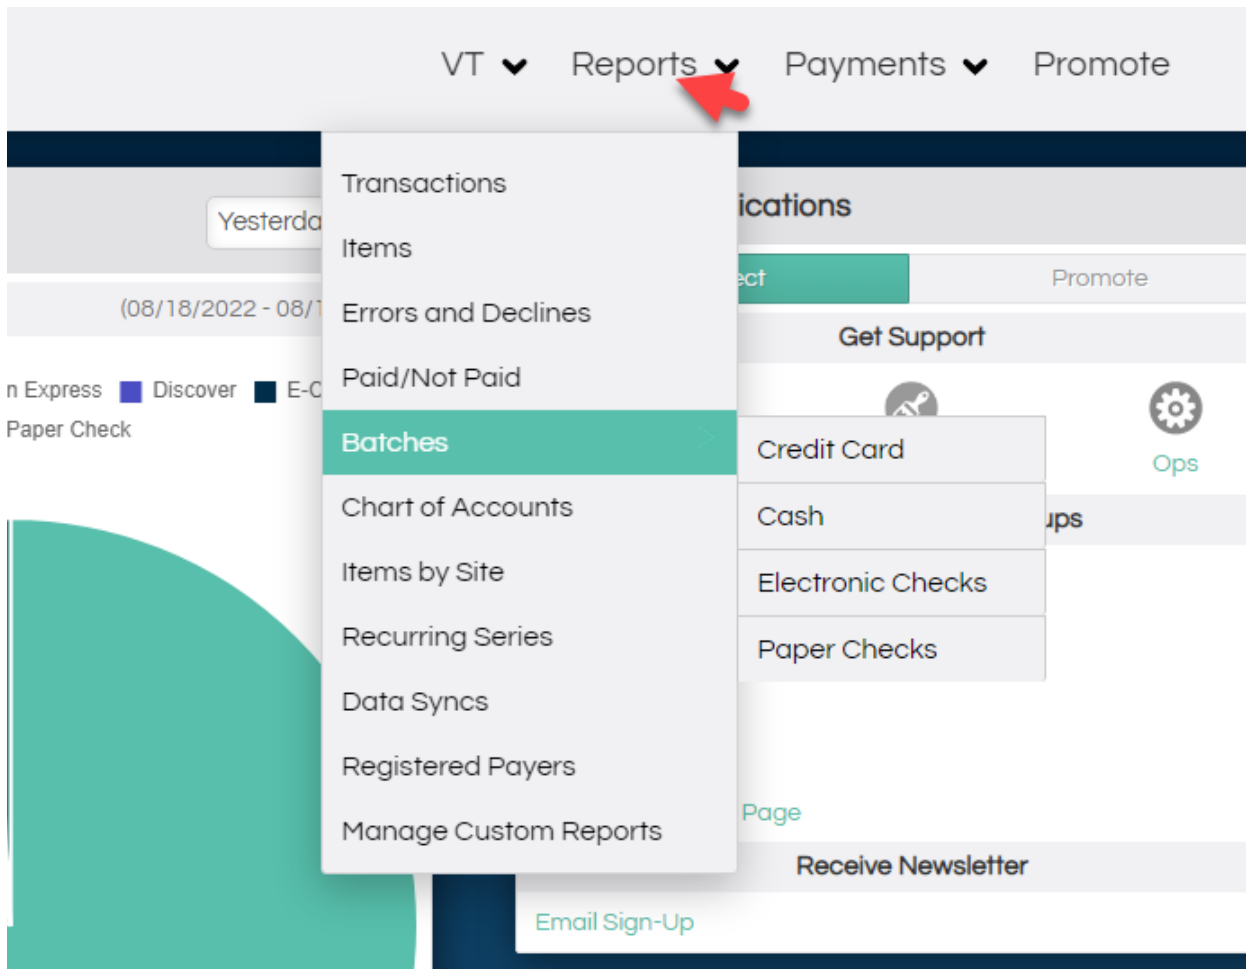 VT Reports Payments Promote
Transactions
Items
Errors and Declines
Paid/Not Paid
Batches
Chart of Accounts
Items by Site
Recurring Series
Data Syncs
Registered Payers
Manage Custom Reports
Credit Card
Cash
Electronic Checks
Paper Checks
Yesterda
(08/18/2022 - 08/1
n Express Discover E-C
Paper Check
ications
ect Promote
Get Support
Ops
ups
Page
Receive Newsletter
Email Sign-Up